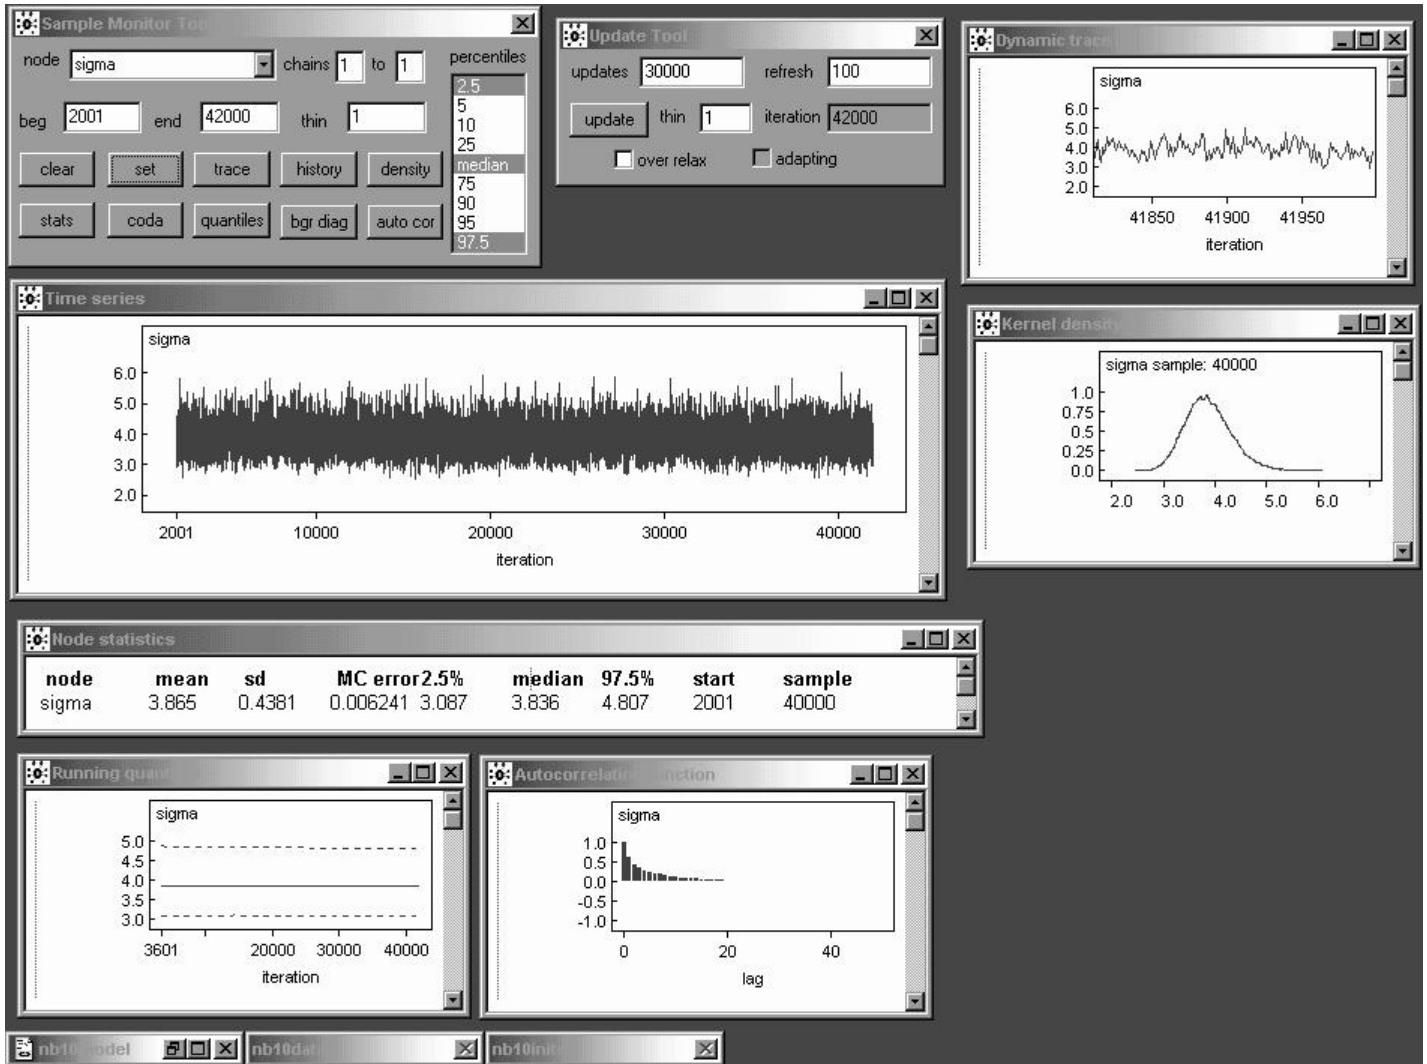 Sample Monitor Tool
node sigma chains 1 to 1 percentiles
2.5
5
10
25
median
75
90
95
97.5
beg 2001 end 42000 thin 1
clear set trace history density
stats coda quantiles bgr diag auto cor
Update Tool
updates 30000 refresh 100
update thin 1 iteration 42000
over relax adapting
Dynamic trace
sigma
6.0
5.0
4.0
3.0
2.0
41850 41900 41950
iteration
Time series
sigma
6.0
5.0
4.0
3.0
2.0
2001 10000 20000 30000 40000
iteration
Kernel density
sigma sample: 40000
1.0
0.75
0.5
0.25
0.0
2.0 3.0 4.0 5.0 6.0
Node statistics
node mean sd MC error 2.5% median 97.5% start sample
sigma 3.865 0.4381 0.006241 3.087 3.836 4.807 2001 40000
Running
sigma
5.0
4.5
4.0
3.5
3.0
3601 20000 30000 40000
iteration
Autocorrelation function
sigma
1.0
0.5
0.0
-0.5
-1.0
0 20 40
lag
nb10model